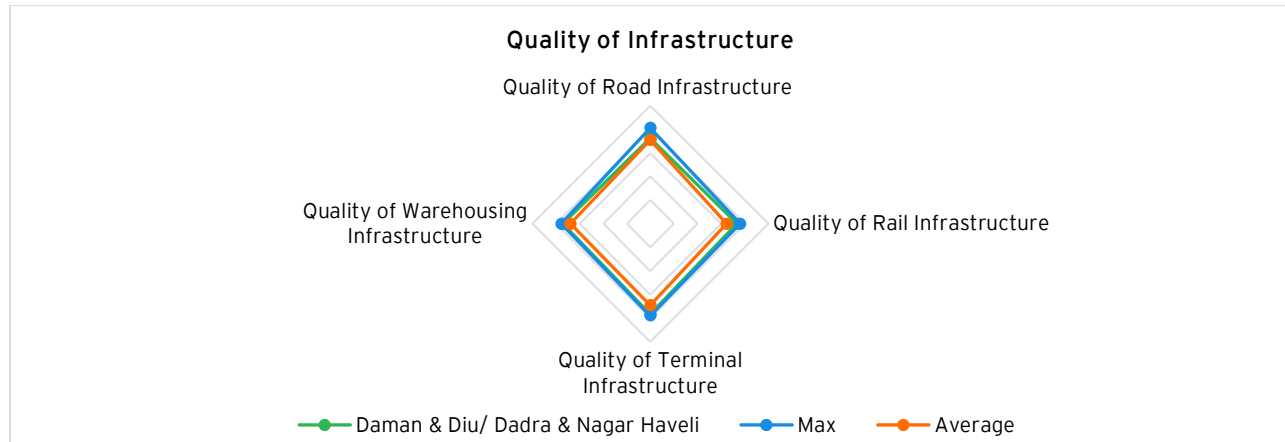 Quality of Infrastructure
Quality of Road Infrastructure
Quality of Warehousing
Infrastructure
Quality of Rail Infrastructure
Quality of Terminal
Infrastructure
Daman & Diu/ Dadra & Nagar Haveli Max Average